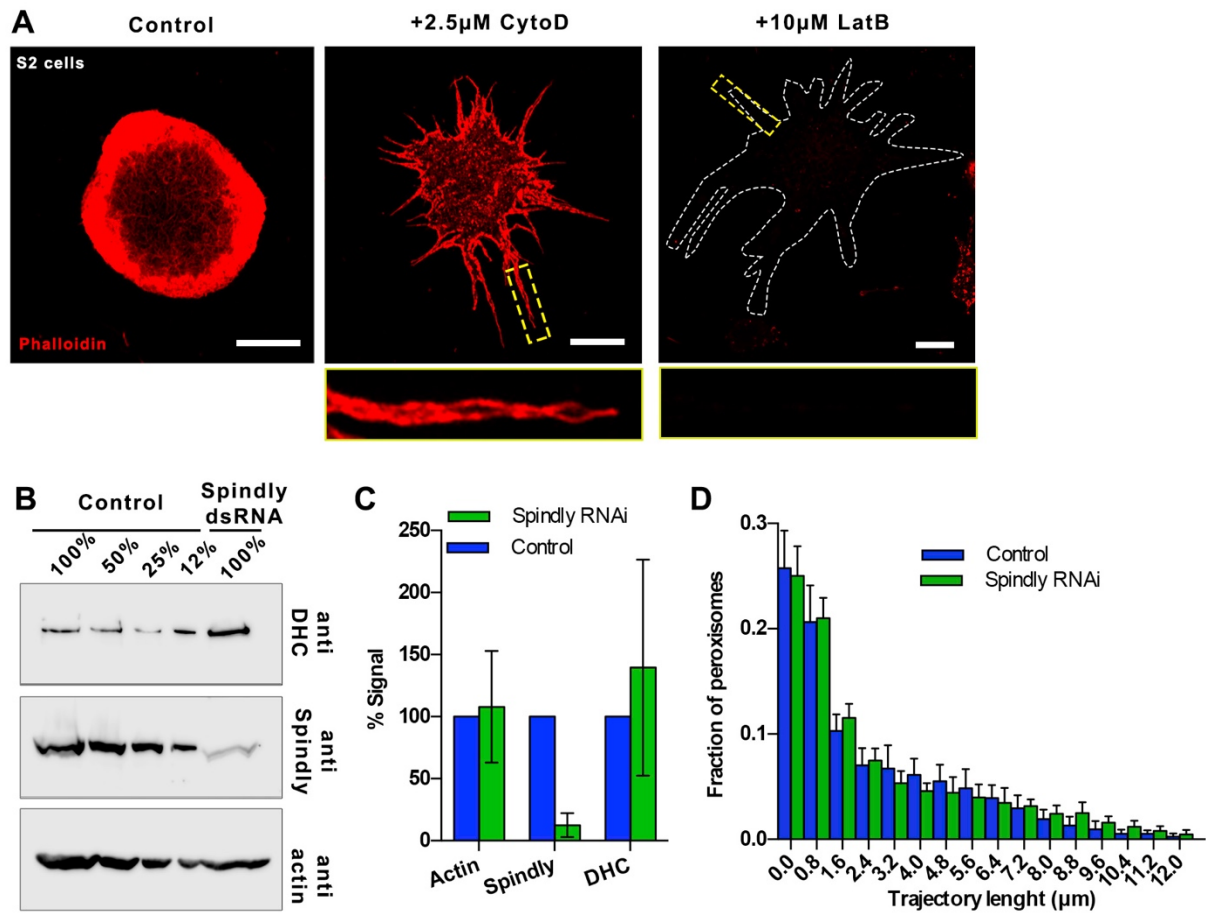 A
Control
+2.5µM CytoD
+10µM LatB
S2 cells
Phalloidin
B
Control
Spindly
dsRNA
100%
50%
25%
12%
100%
anti
DHC
anti
Spindly
anti
actin
C
Spindly RNAi
Control
% Signal
250
200
150
100
50
0
Actin
Spindly
DHC
D
Control
Spindly RNAi
Fraction of peroxisomes
0.3
0.2
0.1
0.0
0.0
0.8
1.6
2.4
3.2
4.0
4.8
5.6
6.4
7.2
8.0
8.8
9.6
10.4
11.2
12.0
Trajectory lenght (µm)